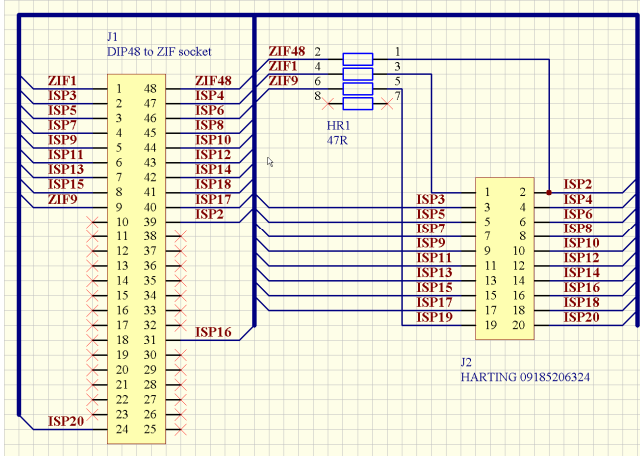 J1
DIP48 to ZIF socket
ZIF1 1 48 ZIF48
ISP3 2 47 ISP4
ISP5 3 46 ISP6
ISP7 4 45 ISP8
ISP9 5 44 ISP10
ISP11 6 43 ISP12
ISP13 7 42 ISP14
ISP15 8 41 ISP18
ZIF9 9 40 ISP17
10 39 ISP2
11 38
12 37
13 36
14 35
15 34
16 33
17 32
18 31 ISP16
19 30
20 29
21 28
22 27
23 26
ISP20 24 25
ZIF48 2 1
ZIF1 4 3
ZIF9 6 5
8 7
HR1
47R
1 2 ISP2
ISP3 3 4 ISP4
ISP5 5 6 ISP6
ISP7 7 8 ISP8
ISP9 9 10 ISP10
ISP11 11 12 ISP12
ISP13 13 14 ISP14
ISP15 15 16 ISP16
ISP17 17 18 ISP18
ISP19 19 20 ISP20
J2
HARTING 09185206324